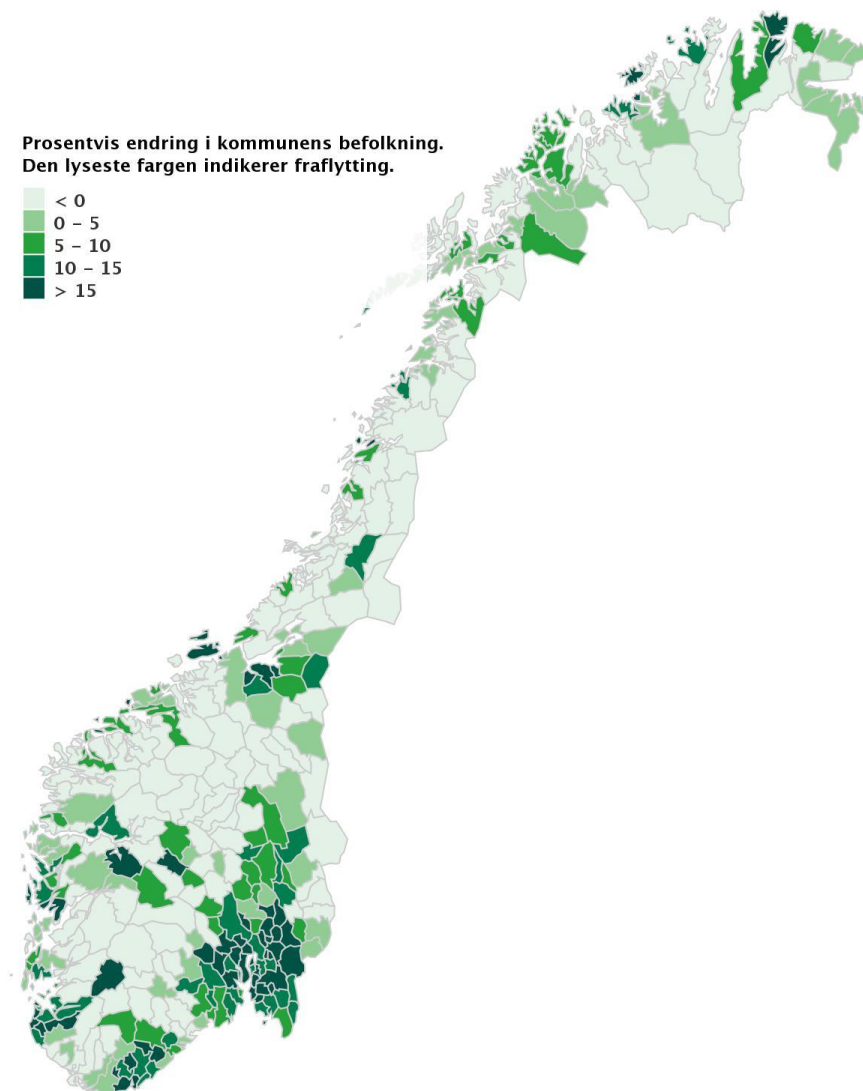 Prosentvis endring i kommunens befolkning.
Den lyseste fargen indikerer fraflytting.
< 0
0 – 5
5 – 10
10 – 15
> 15